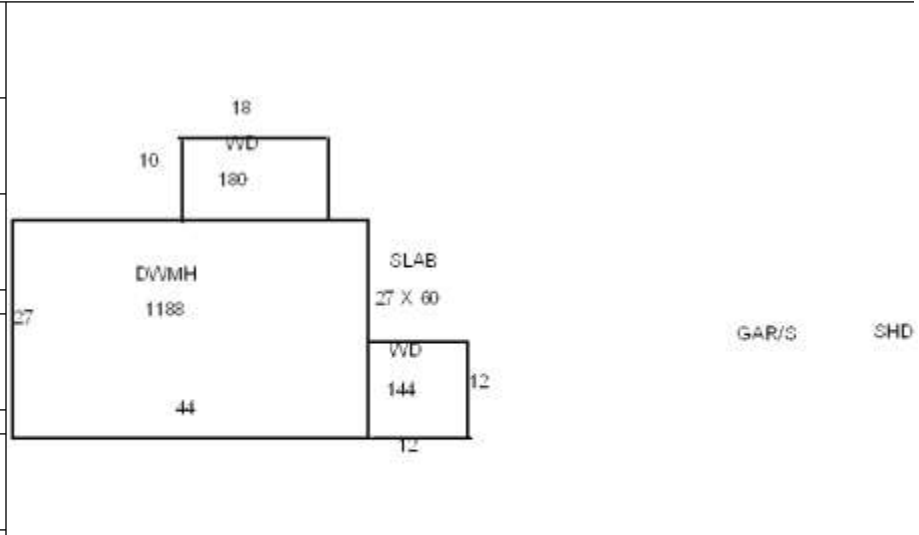 18
WD
10
180
SLAB
DWMH
27 X 60
1188
27
GAR/S
SHD
WD
12
144
44
12